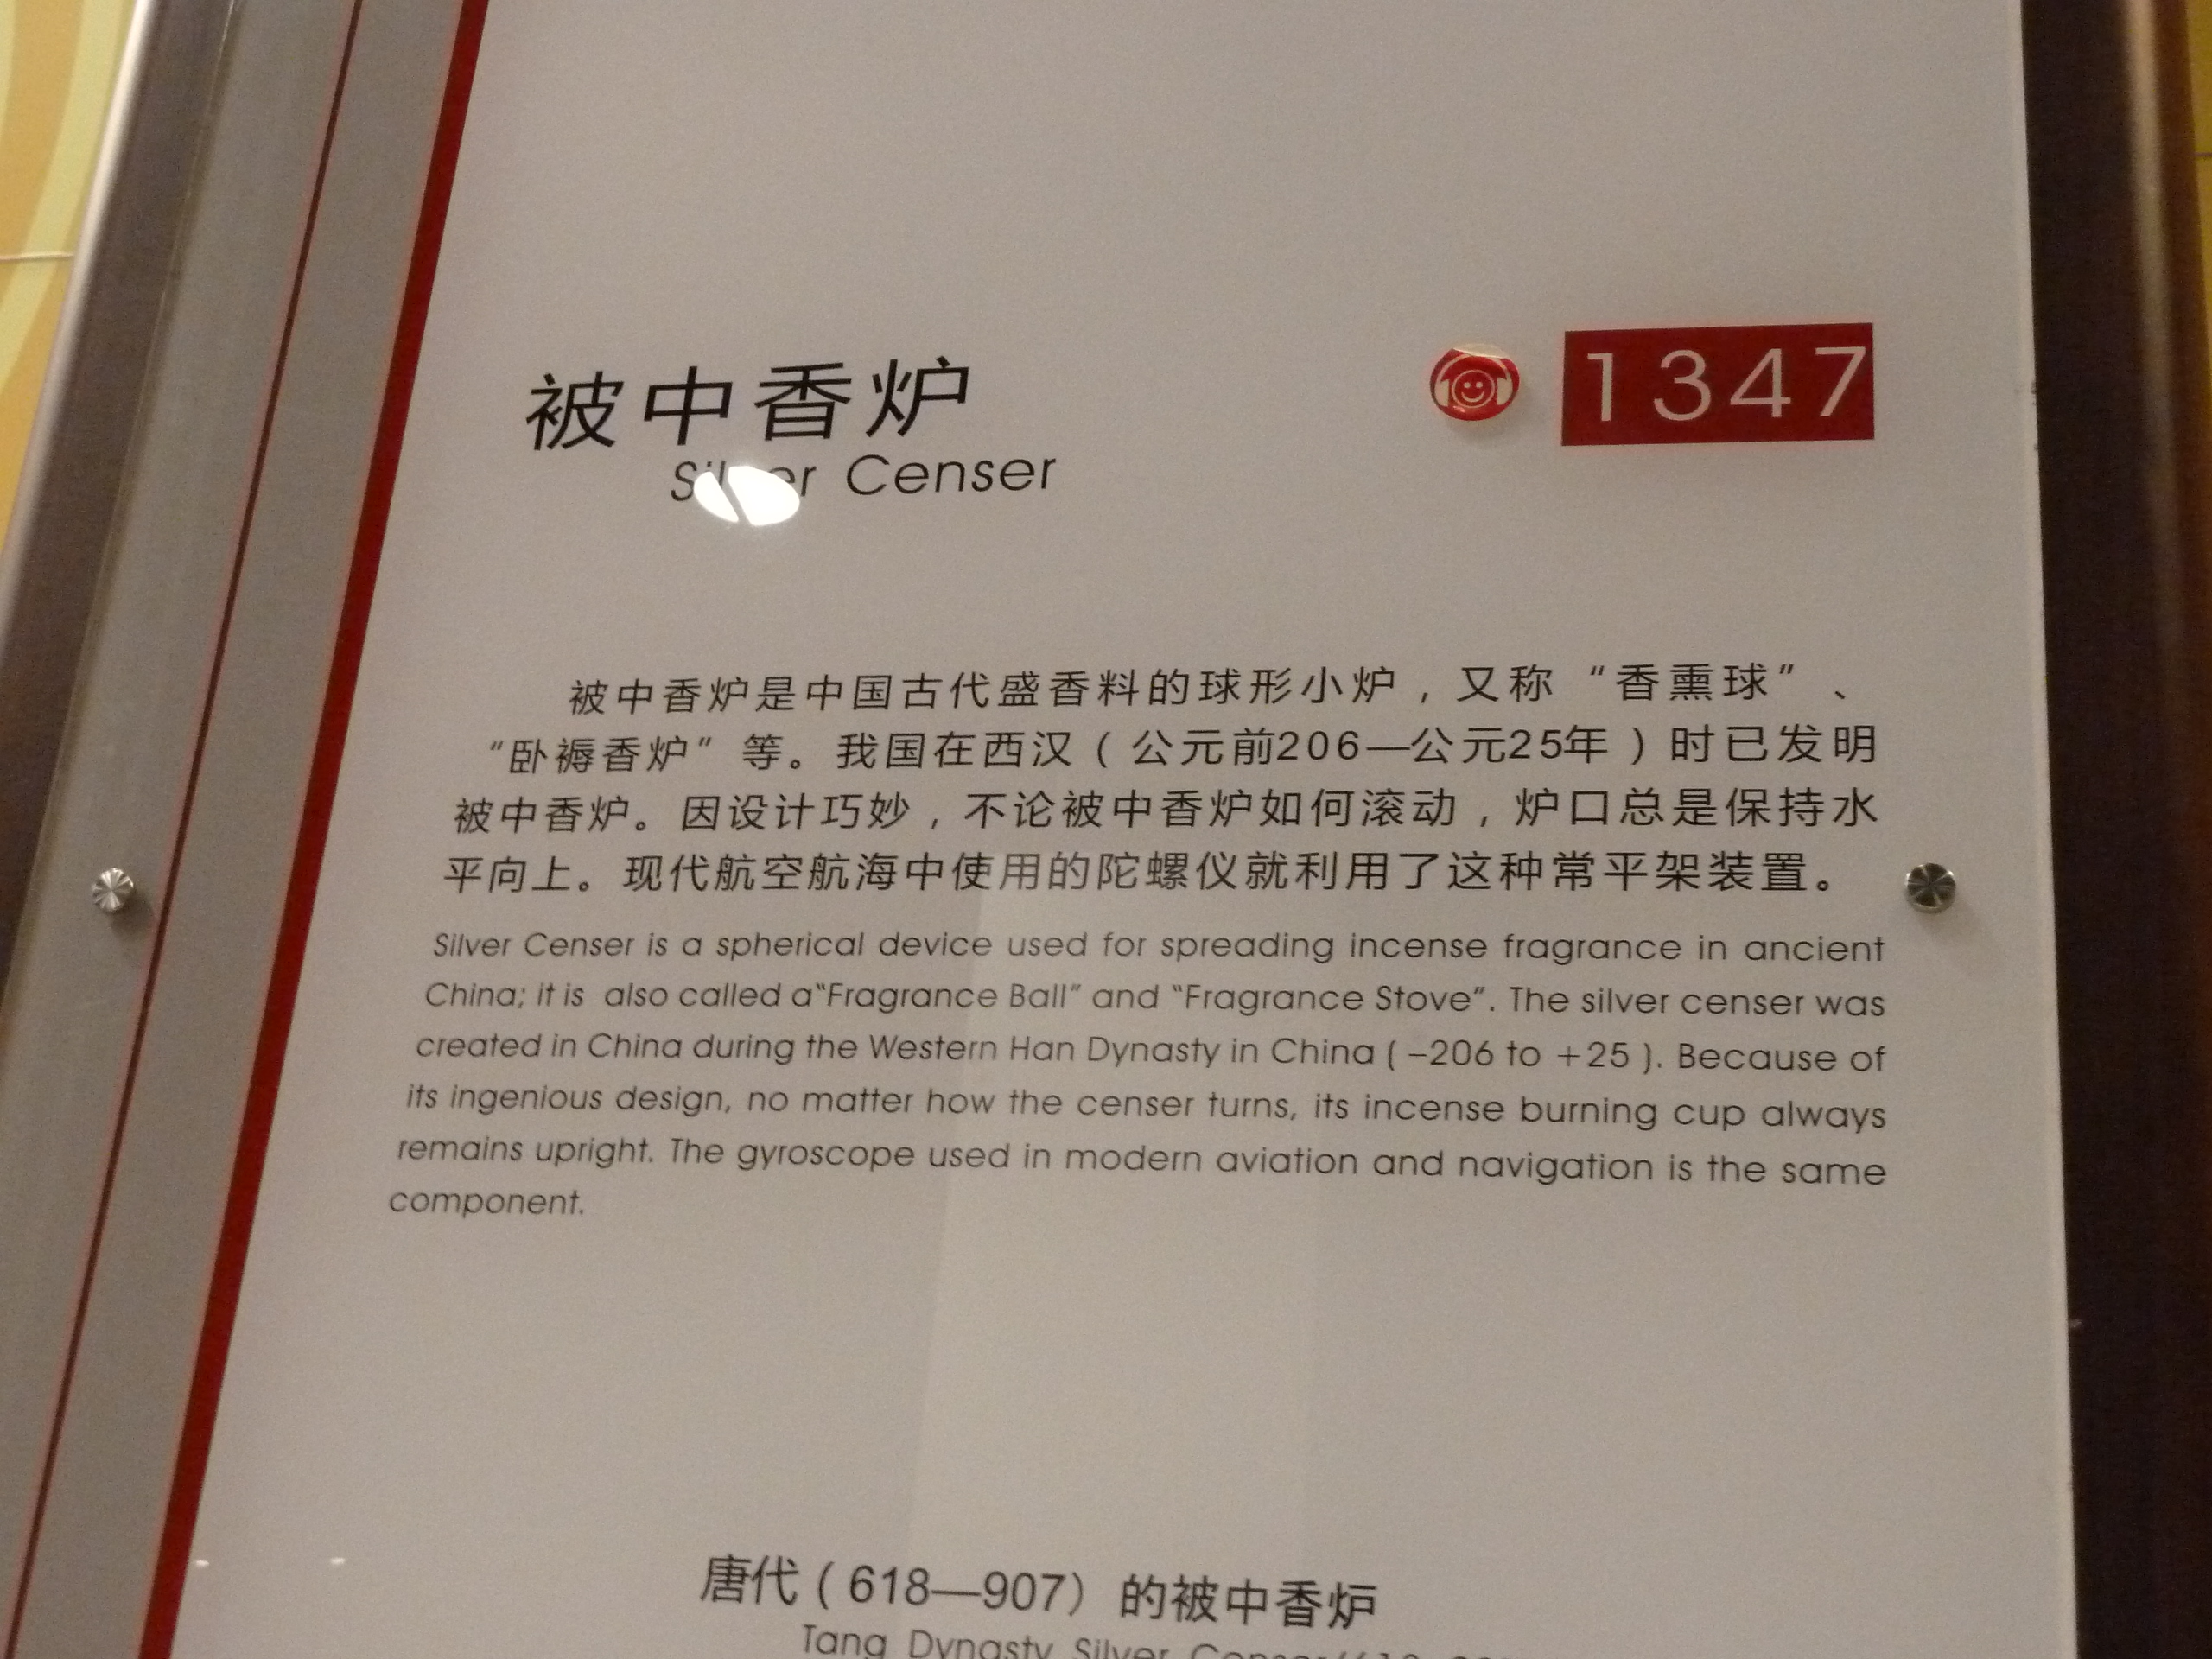 被中香炉
Silver Censer
1347
被中香炉是中国古代盛香料的球形小炉，又称“香熏球”、
“卧褥香炉”等。我国在西汉（公元前206—公元25年）时已发明
被中香炉。因设计巧妙，不论被中香炉如何滚动，炉口总是保持水
平向上。现代航空航海中使用的陀螺仪就利用了这种常平架装置。
Silver Censer is a spherical device used for spreading incense fragrance in ancient
China; it is also called a“Fragrance Ball” and “Fragrance Stove”. The silver censer was
created in China during the Western Han Dynasty in China ( −206 to +25 ). Because of
its ingenious design, no matter how the censer turns, its incense burning cup always
remains upright. The gyroscope used in modern aviation and navigation is the same
component.
唐代（618—907）的被中香炉
Tang Dynasty Silver Censer